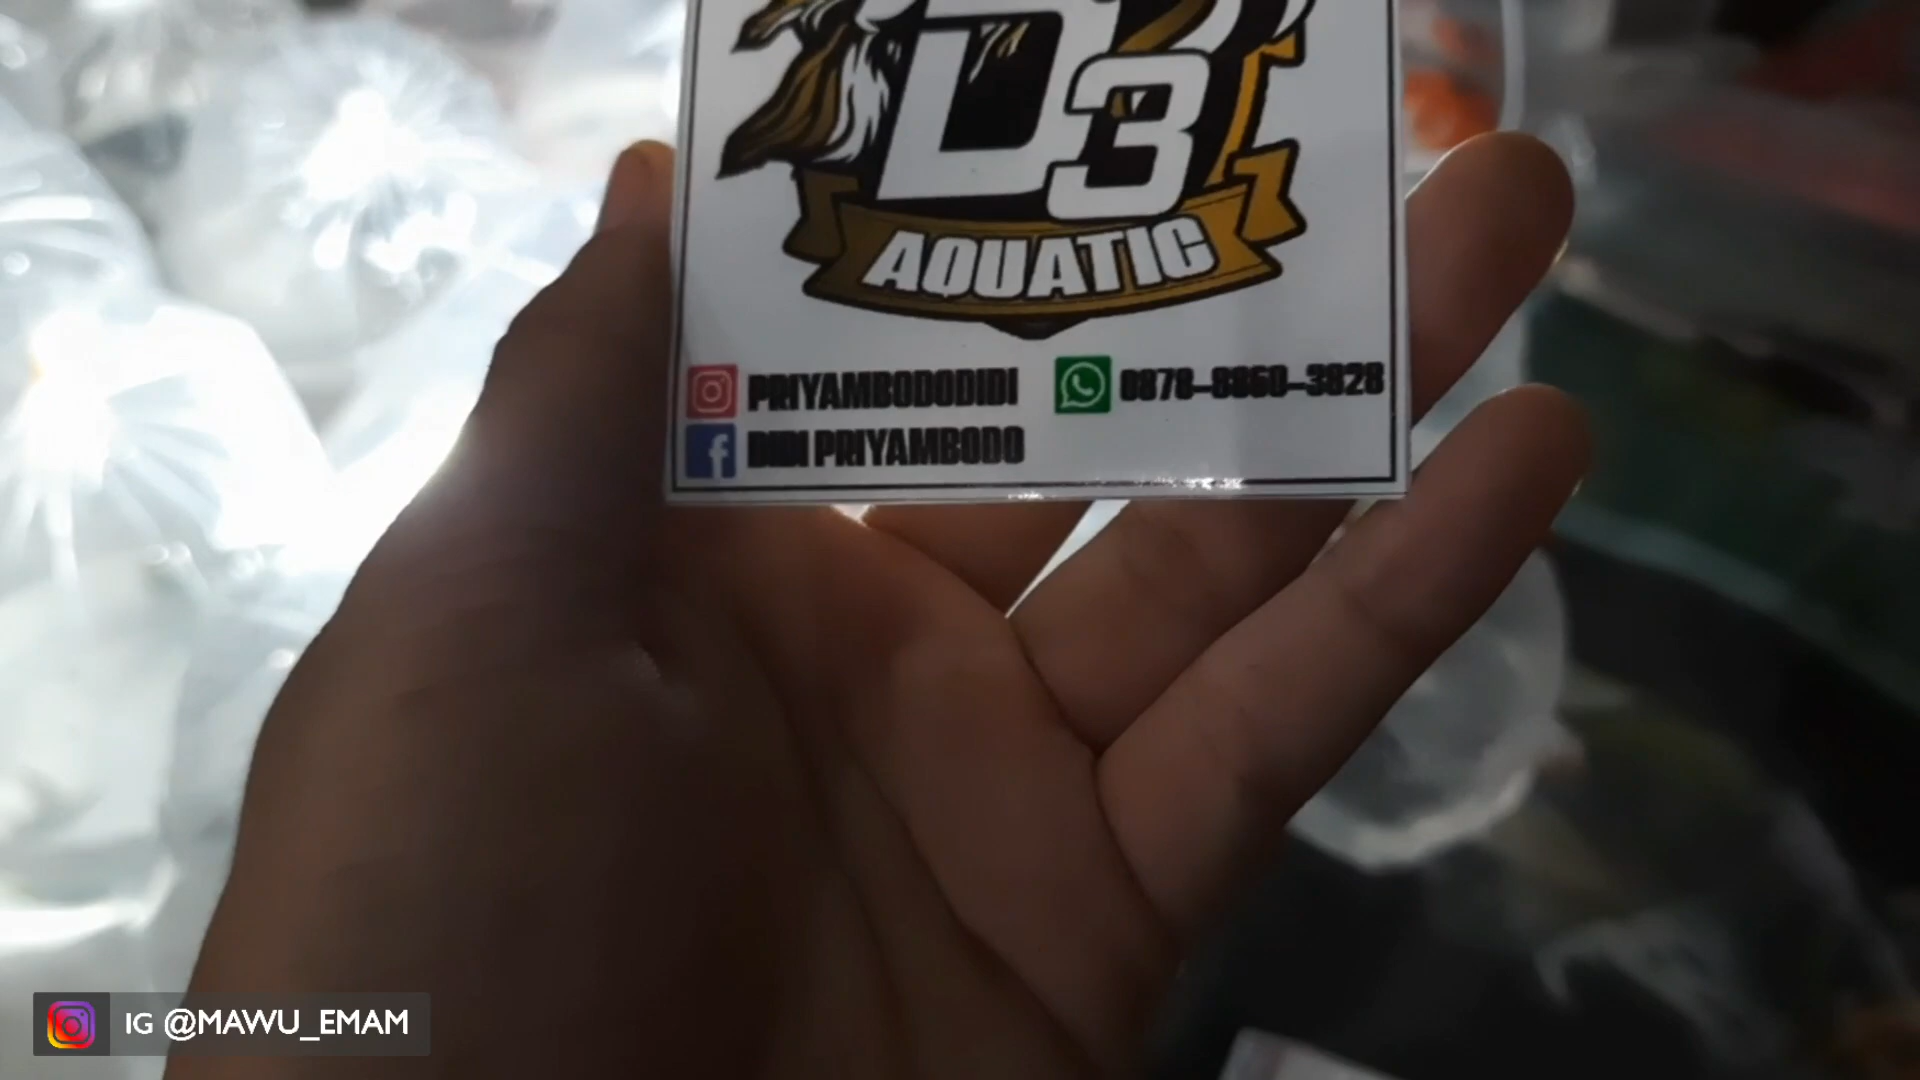 D3
AQUATIC
PRIYAMBODODIDI
0878-8860-3828
DIDI PRIYAMBODO
IG @MAWU_EMAM